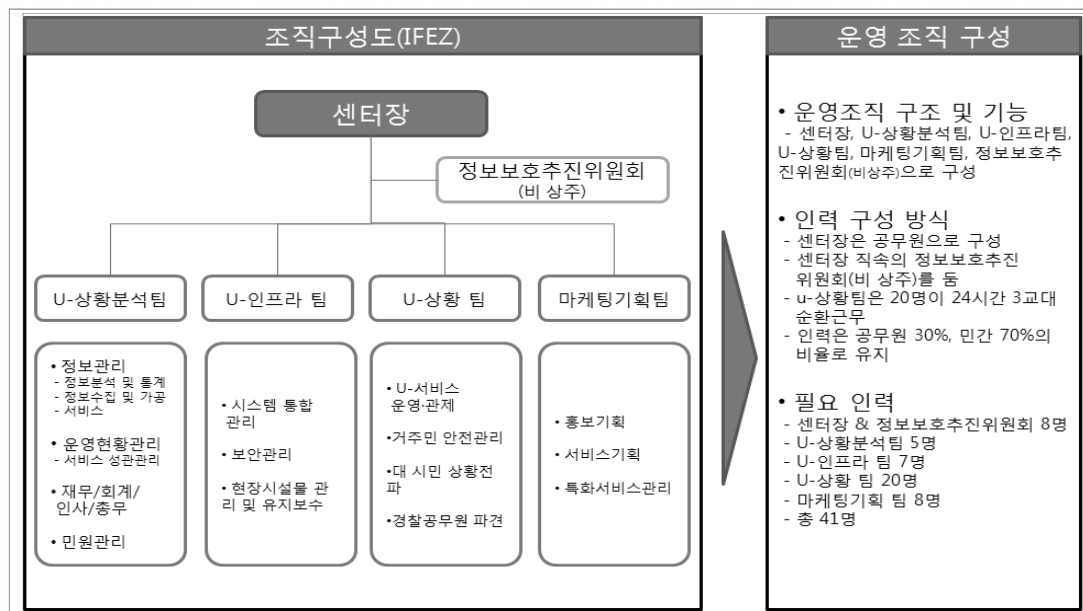 조직구성도(IFEZ)
센터장
정보보호추진위원회
(비 상주)
U-상황분석팀
U-인프라 팀
U-상황 팀
마케팅기획팀
• 정보관리
- 정보분석 및 통계
- 정보수집 및 가공
- 서비스
• 운영현황관리
- 서비스 성관관리
• 재무/회계/
인사/총무
• 민원관리
• 시스템 통합
관리
• 보안관리
• 현장시설물 관
리 및 유지보수
• U-서비스
운영·관제
•거주민 안전관리
•대 시민 상황전
파
•경찰공무원 파견
• 홍보기획
• 서비스기획
• 특화서비스관리
운영 조직 구성
• 운영조직 구조 및 기능
- 센터장, U-상황분석팀, U-인프라팀,
U-상황팀, 마케팅기획팀, 정보보호추
진위원회(비상주)으로 구성
• 인력 구성 방식
- 센터장은 공무원으로 구성
- 센터장 직속의 정보보호추진
위원회(비 상주)를 둠
- u-상황팀은 20명이 24시간 3교대
순환근무
- 인력은 공무원 30%, 민간 70%의
비율로 유지
• 필요 인력
- 센터장 & 정보보호추진위원회 8명
- U-상황분석팀 5명
- U-인프라 팀 7명
- U-상황 팀 20명
- 마케팅기획 팀 8명
- 총 41명